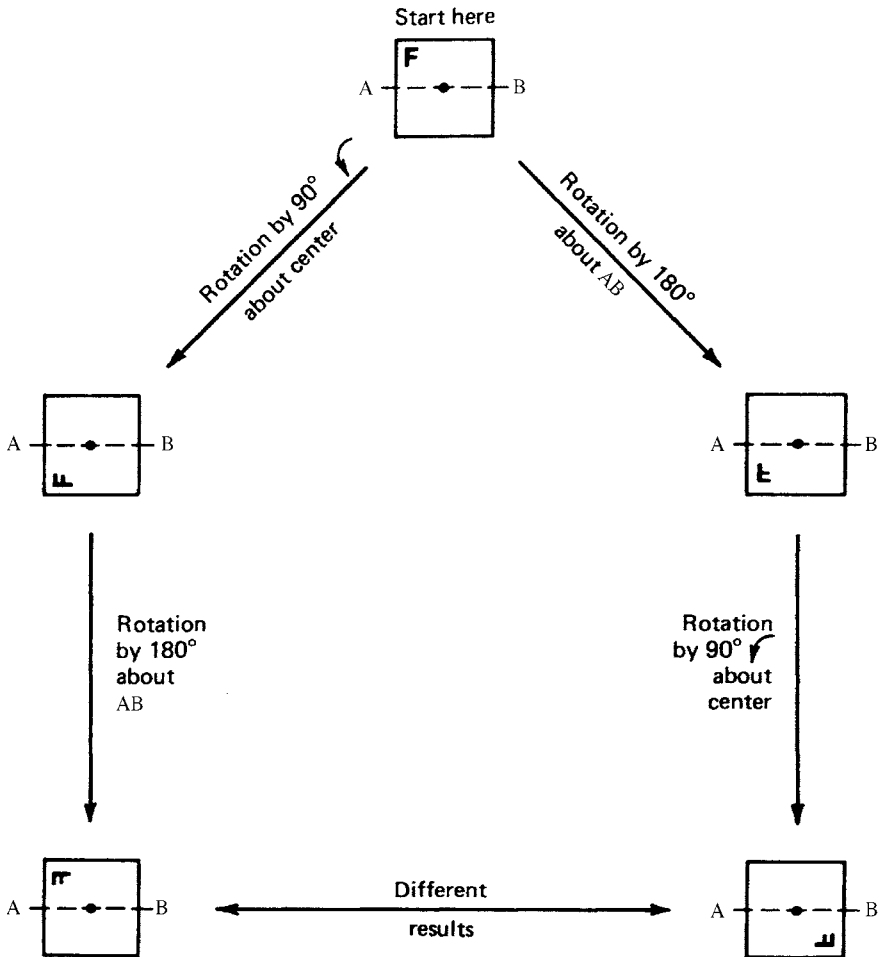 Start here
F
A B
Rotation by 90°
about center
Rotation by 180°
about AB
A B
F
A B
F
Rotation
by 180°
about
AB
Rotation
by 90°
about
center
F
A B
Different
results
A B
F